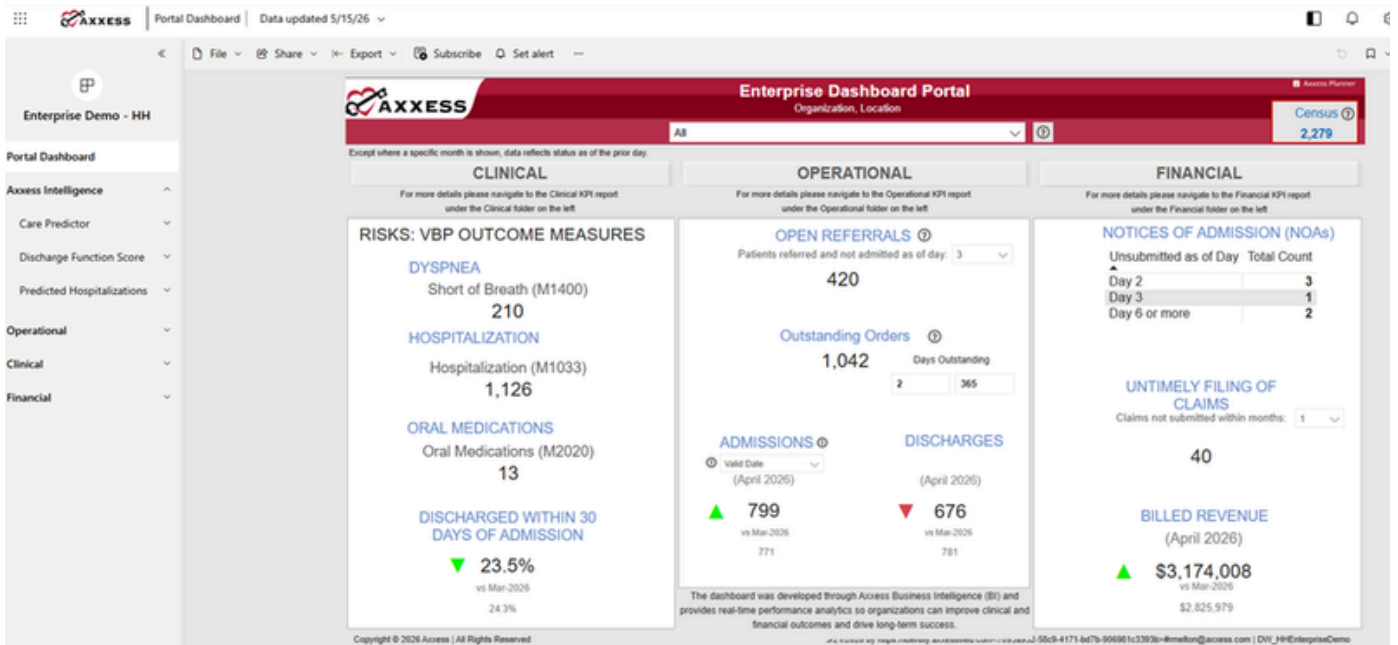 AXXESS
Portal Dashboard
Data updated 5/15/26
File
Share
Export
Subscribe
Set alert
Enterprise Demo - HH
Portal Dashboard
Axxess Intelligence
Care Predictor
Discharge Function Score
Predicted Hospitalizations
Operational
Clinical
Financial
AXXESS
Enterprise Dashboard Portal
Organization, Location
Axxess Planner
Census
2,279
All
Except where a specific month is shown, data reflects status as of the prior day.
CLINICAL
For more details please navigate to the Clinical KPI report
under the Clinical folder on the left
RISKS: VBP OUTCOME MEASURES
DYSPNEA
Short of Breath (M1400)
210
HOSPITALIZATION
Hospitalization (M1033)
1,126
ORAL MEDICATIONS
Oral Medications (M2020)
13
DISCHARGED WITHIN 30
DAYS OF ADMISSION
23.5%
vs Mar-2026
24.3%
OPERATIONAL
For more details please navigate to the Operational KPI report
under the Operational folder on the left
OPEN REFERRALS
Patients referred and not admitted as of day: 3
420
Outstanding Orders
1,042
Days Outstanding
2 365
ADMISSIONS
Valid Date
(April 2026)
799
vs Mar-2026
771
DISCHARGES
(April 2026)
676
vs Mar-2026
781
The dashboard was developed through Axxess Business Intelligence (BI) and
provides real-time performance analytics so organizations can improve clinical and
financial outcomes and drive long-term success.
FINANCIAL
For more details please navigate to the Financial KPI report
under the Financial folder on the left
NOTICES OF ADMISSION (NOAs)
Unsubmitted as of Day Total Count
Day 2 3
Day 3 1
Day 6 or more 2
UNTIMELY FILING OF
CLAIMS
Claims not submitted within months: 1
40
BILLED REVENUE
(April 2026)
$3,174,008
vs Mar-2026
$2,825,979
Copyright © 2026 Axxess | All Rights Reserved
DW_HHEnterpriseDemo